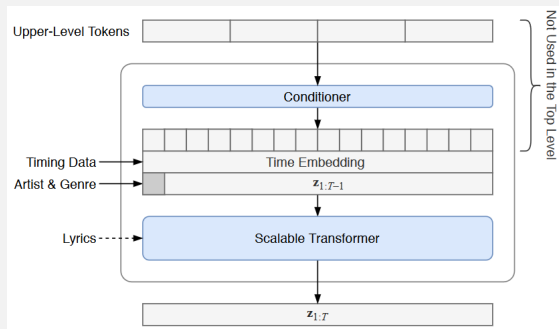 Upper-Level Tokens
Not Used in the Top Level
Conditioner
Timing Data
Time Embedding
Artist & Genre
z1:T–1
Lyrics
Scalable Transformer
z1:T